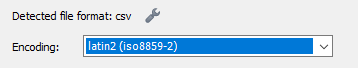 Detected file format: csv
Encoding: latin2 (iso8859-2)